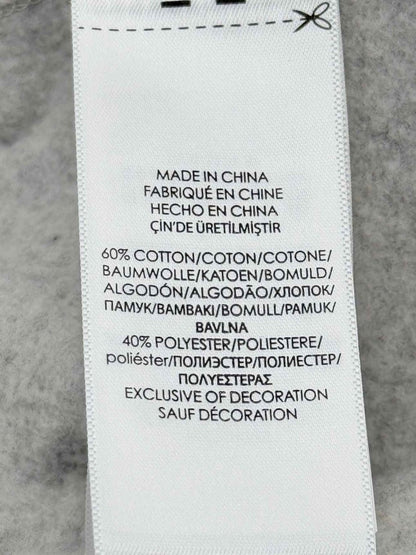 MADE IN CHINA
FABRIQUÉ EN CHINE
HECHO EN CHINA
ÇİN'DE ÜRETİLMİŞTİR
60% COTTON/COTON/COTONE/
BAUMWOLLE/KATOEN/BOMULD/
ALGODÓN/ALGODÃO/ХЛОПОК/
ПАМУК/ΒΑΜΒΑΚΙ/BOMULL/PAMUK/
BAVLNA
40% POLYESTER/POLIESTERE/
poliéster/ПОЛИЭСТЕР/ПОЛИЕСТЕР/
ΠΟΛΥΕΣΤΕΡΑΣ
EXCLUSIVE OF DECORATION
SAUF DÉCORATION